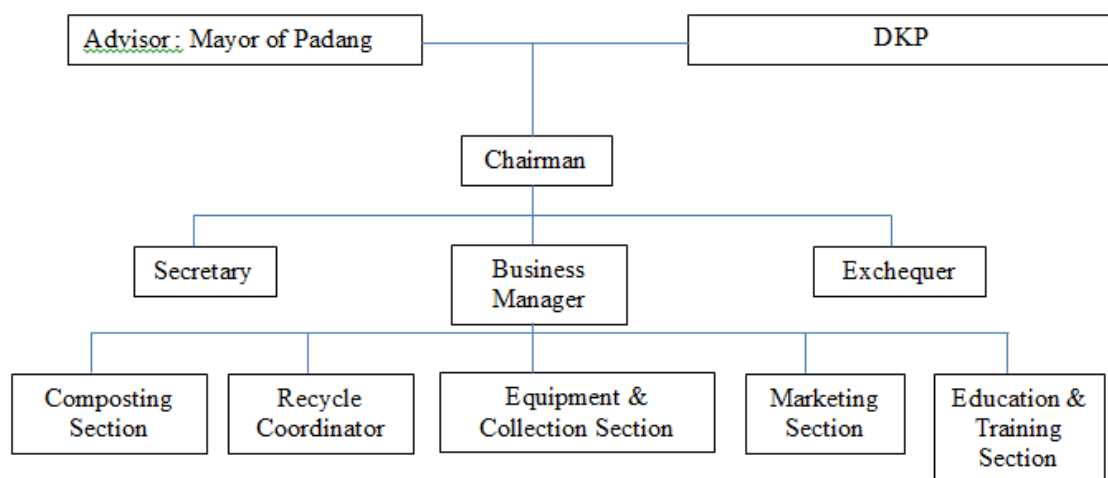 Advisor : Mayor of Padang
DKP
Chairman
Secretary
Business
Manager
Exchequer
Composting
Section
Recycle
Coordinator
Equipment &
Collection Section
Marketing
Section
Education &
Training
Section